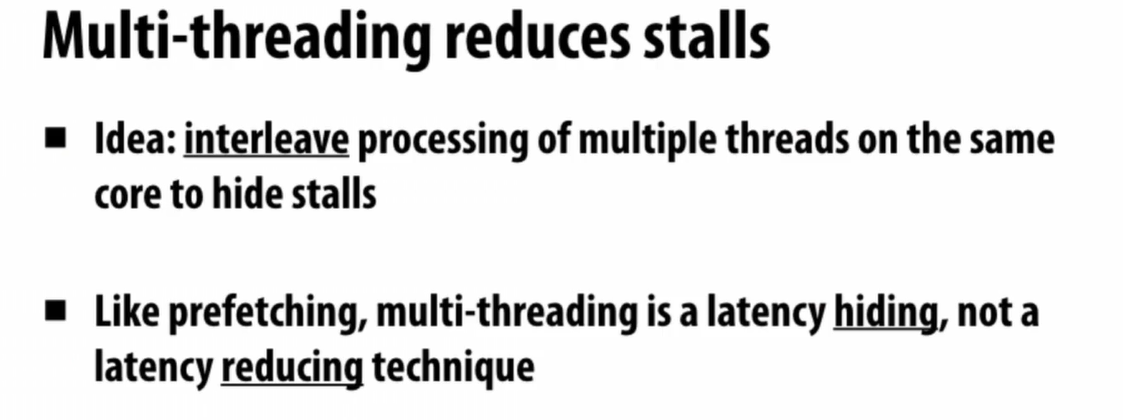 Multi-threading reduces stalls
■ Idea: interleave processing of multiple threads on the same
core to hide stalls
■ Like prefetching, multi-threading is a latency hiding, not a
latency reducing technique